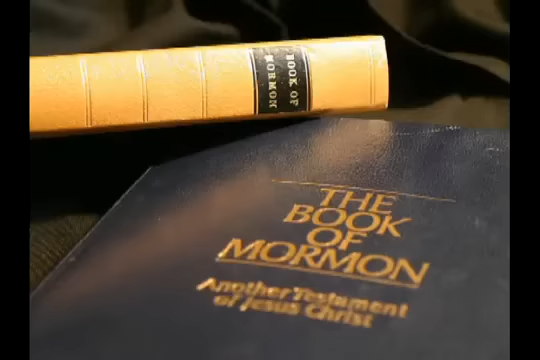 BOOK OF
MORMON
THE
BOOK
OF
MORMON
Another Testament
of Jesus Christ